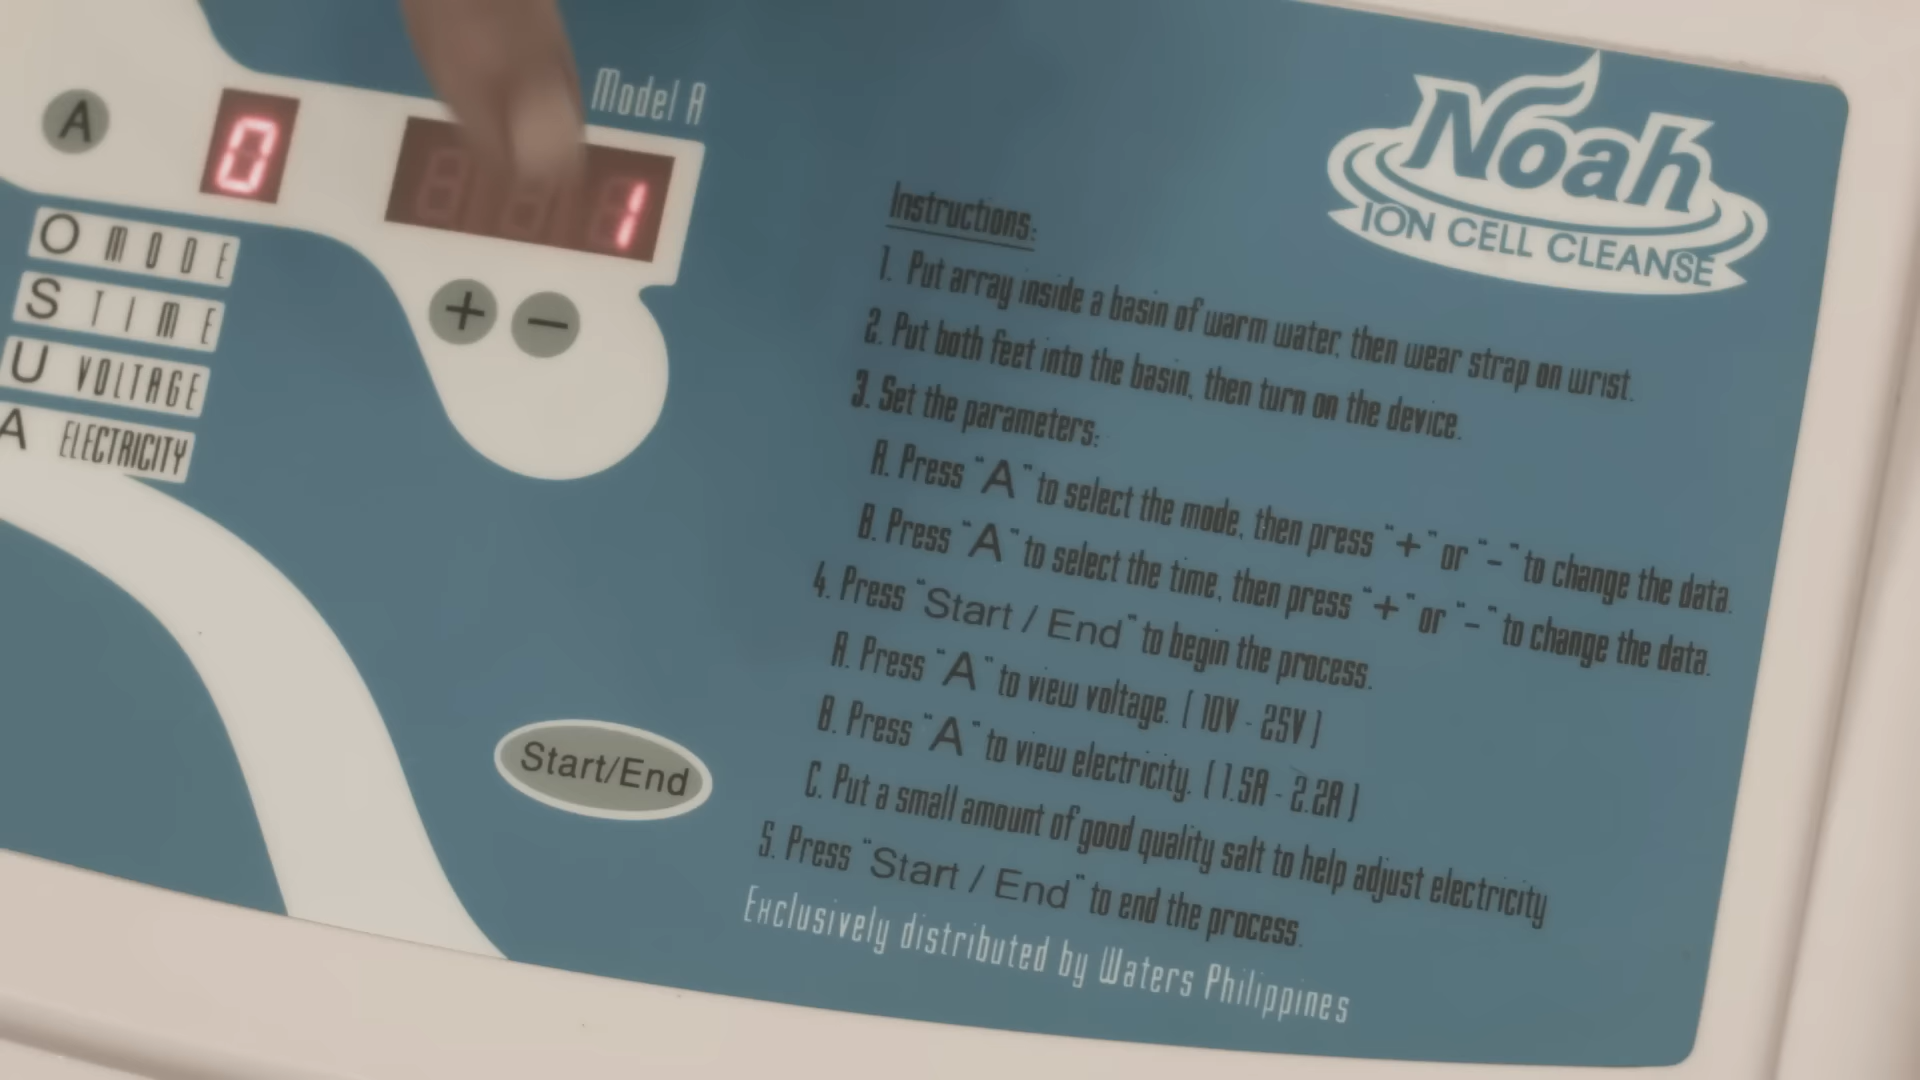 Model A
A
0
1
+ −
O MODE
S TIME
U VOLTAGE
A ELECTRICITY
Start/End
Noah
ION CELL CLEANSE
Instructions:
1. Put array inside a basin of warm water, then wear strap on wrist.
2. Put both feet into the basin, then turn on the device.
3. Set the parameters:
A. Press "A" to select the mode, then press "+" or "-" to change the data.
B. Press "A" to select the time, then press "+" or "-" to change the data.
4. Press "Start / End" to begin the process.
A. Press "A" to view voltage. ( 10V - 25V )
B. Press "A" to view electricity. ( 1.5A - 2.2A )
C. Put a small amount of good quality salt to help adjust electricity
5. Press "Start / End" to end the process.
Exclusively distributed by Waters Philippines